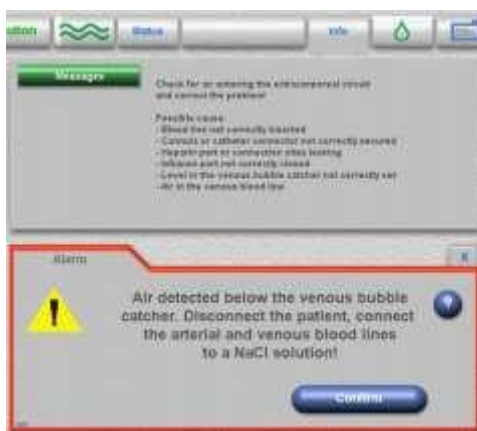 Status
Info
Messages
Check for air entering the extracorporeal circuit
and correct the problem!
Possible cause:
- Blood line not correctly inserted
- Cannula or catheter connector not correctly secured
- Heparin port or connection sites leaking
- Infusion port not correctly closed
- Level in the venous bubble catcher not correctly set
- Air in the venous blood line
Alarm
Air detected below the venous bubble
catcher. Disconnect the patient, connect
the arterial and venous blood lines
to a NaCl solution!
?
Confirm